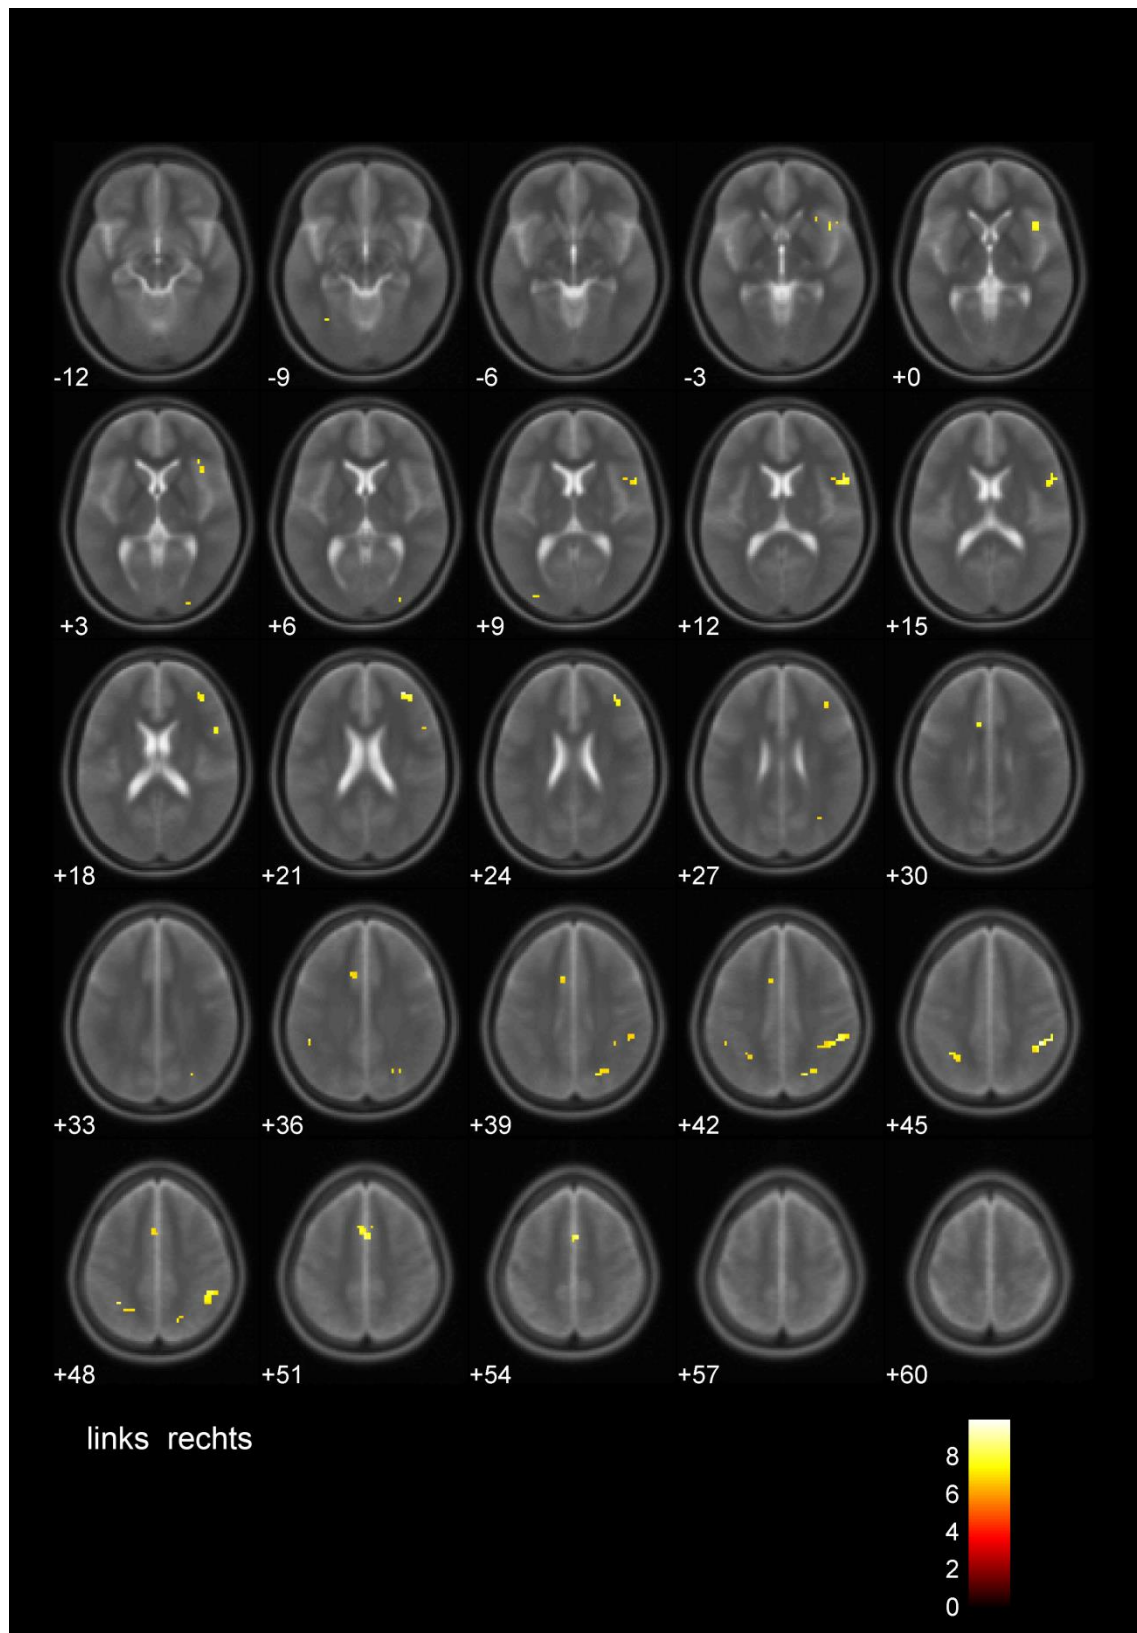 -12 -9 -6 -3 +0
+3 +6 +9 +12 +15
+18 +21 +24 +27 +30
+33 +36 +39 +42 +45
+48 +51 +54 +57 +60
links rechts
8
6
4
2
0